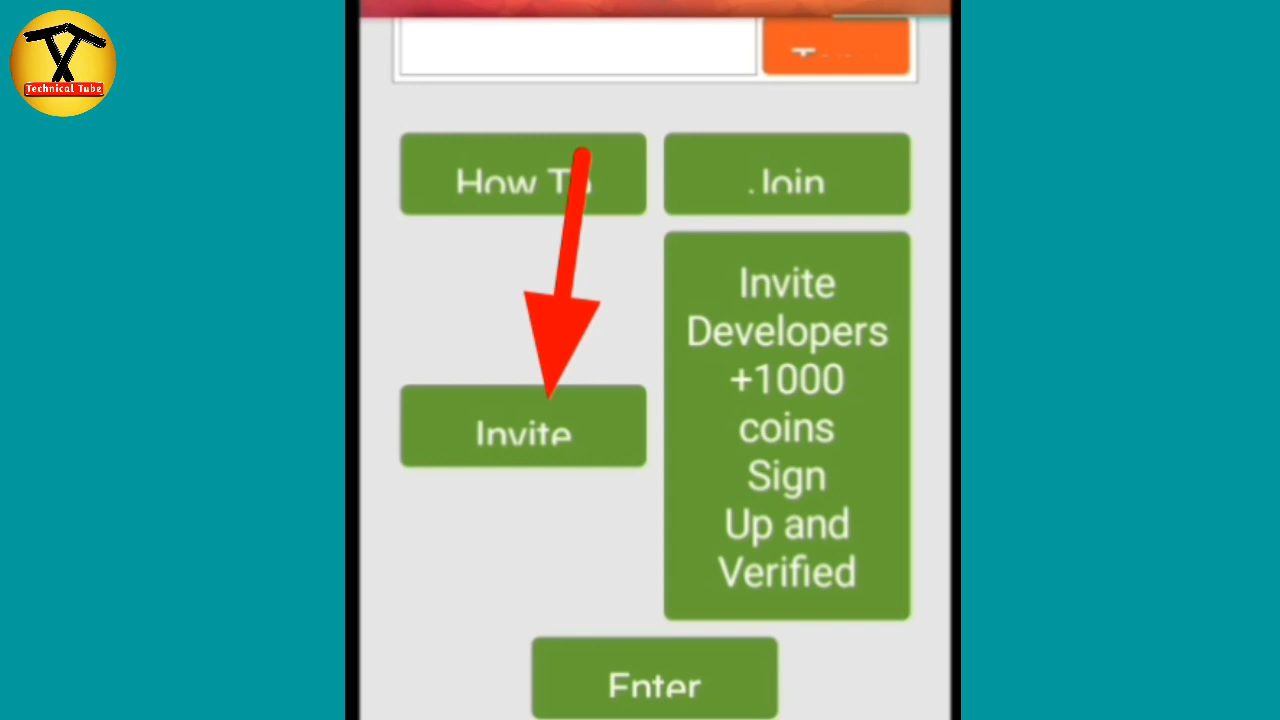 Technical Tube
How To
Join
Invite
Developers
+1000
coins
Sign
Up and
Verified
Invite
Enter